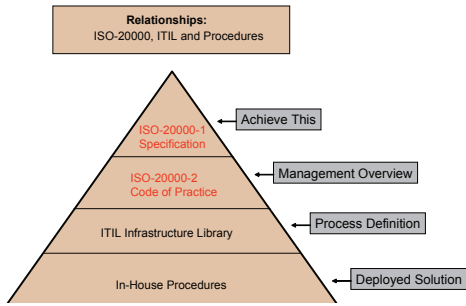 Relationships:
ISO-20000, ITIL and Procedures
Achieve This
ISO-20000-1
Specification
Management Overview
ISO-20000-2
Code of Practice
Process Definition
ITIL Infrastructure Library
Deployed Solution
In-House Procedures